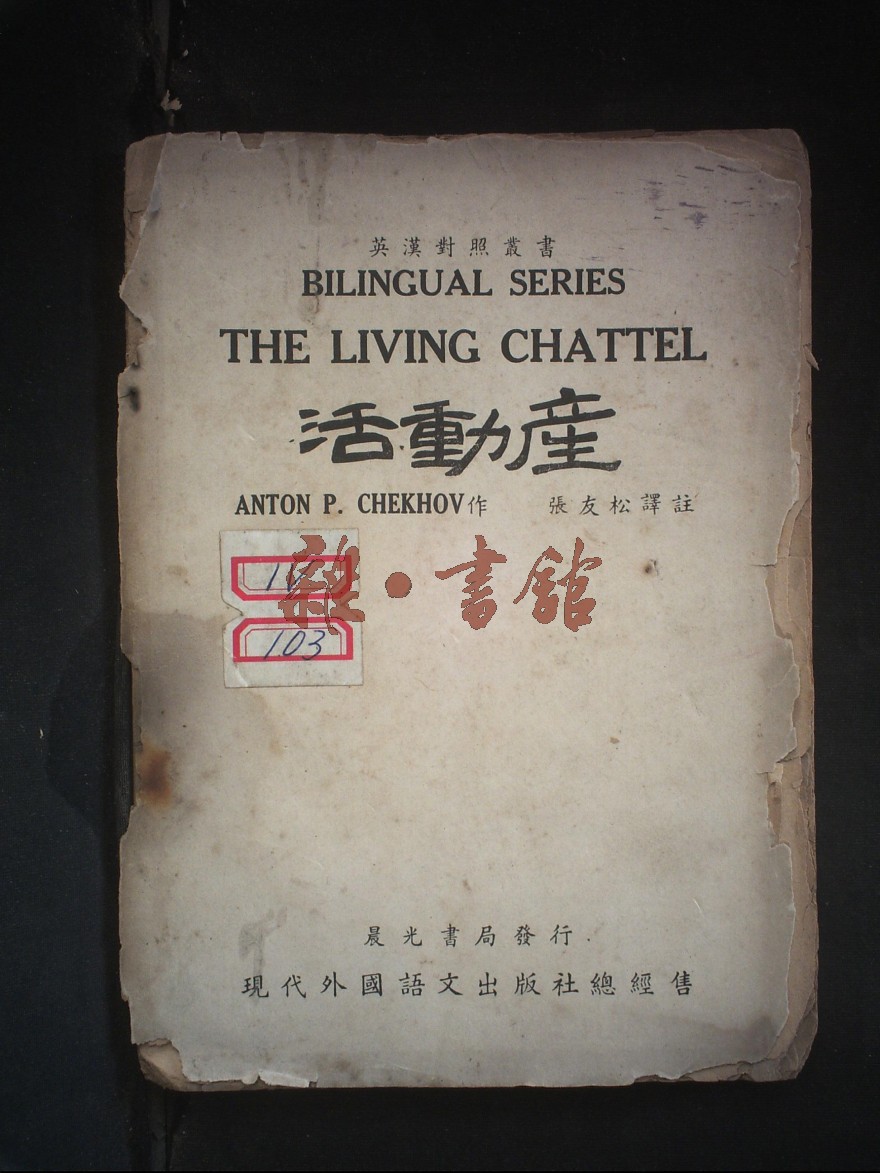 英漢對照叢書
BILINGUAL SERIES
THE LIVING CHATTEL
活動産
ANTON P. CHEKHOV作 張友松譯註
雜·書館
103
晨光書局發行
現代外國語文出版社總經售